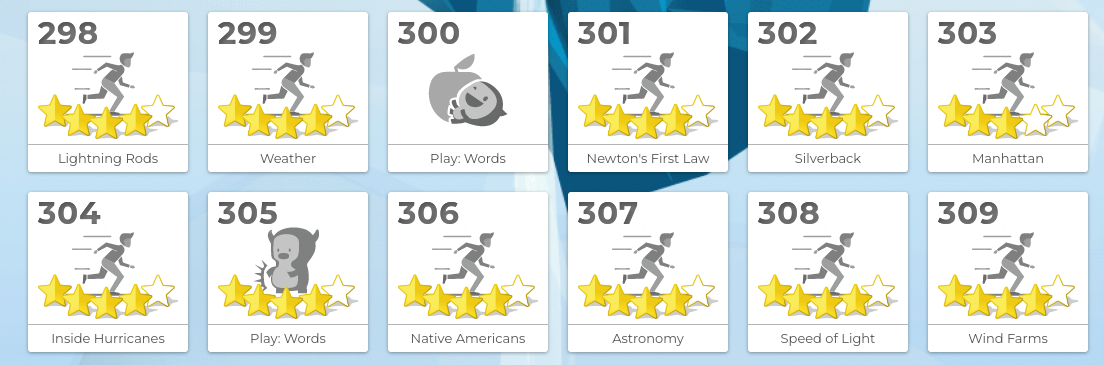 298
299
300
301
302
303
Lightning Rods
Weather
Play: Words
Newton's First Law
Silverback
Manhattan
304
305
306
307
308
309
Inside Hurricanes
Play: Words
Native Americans
Astronomy
Speed of Light
Wind Farms